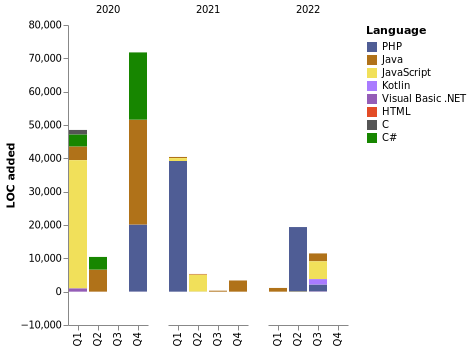 2020
2021
2022
80,000
70,000
60,000
50,000
40,000
30,000
20,000
10,000
0
−10,000
LOC added
Q1
Q2
Q3
Q4
Q1
Q2
Q3
Q4
Q1
Q2
Q3
Q4
Language
PHP
Java
JavaScript
Kotlin
Visual Basic .NET
HTML
C
C#